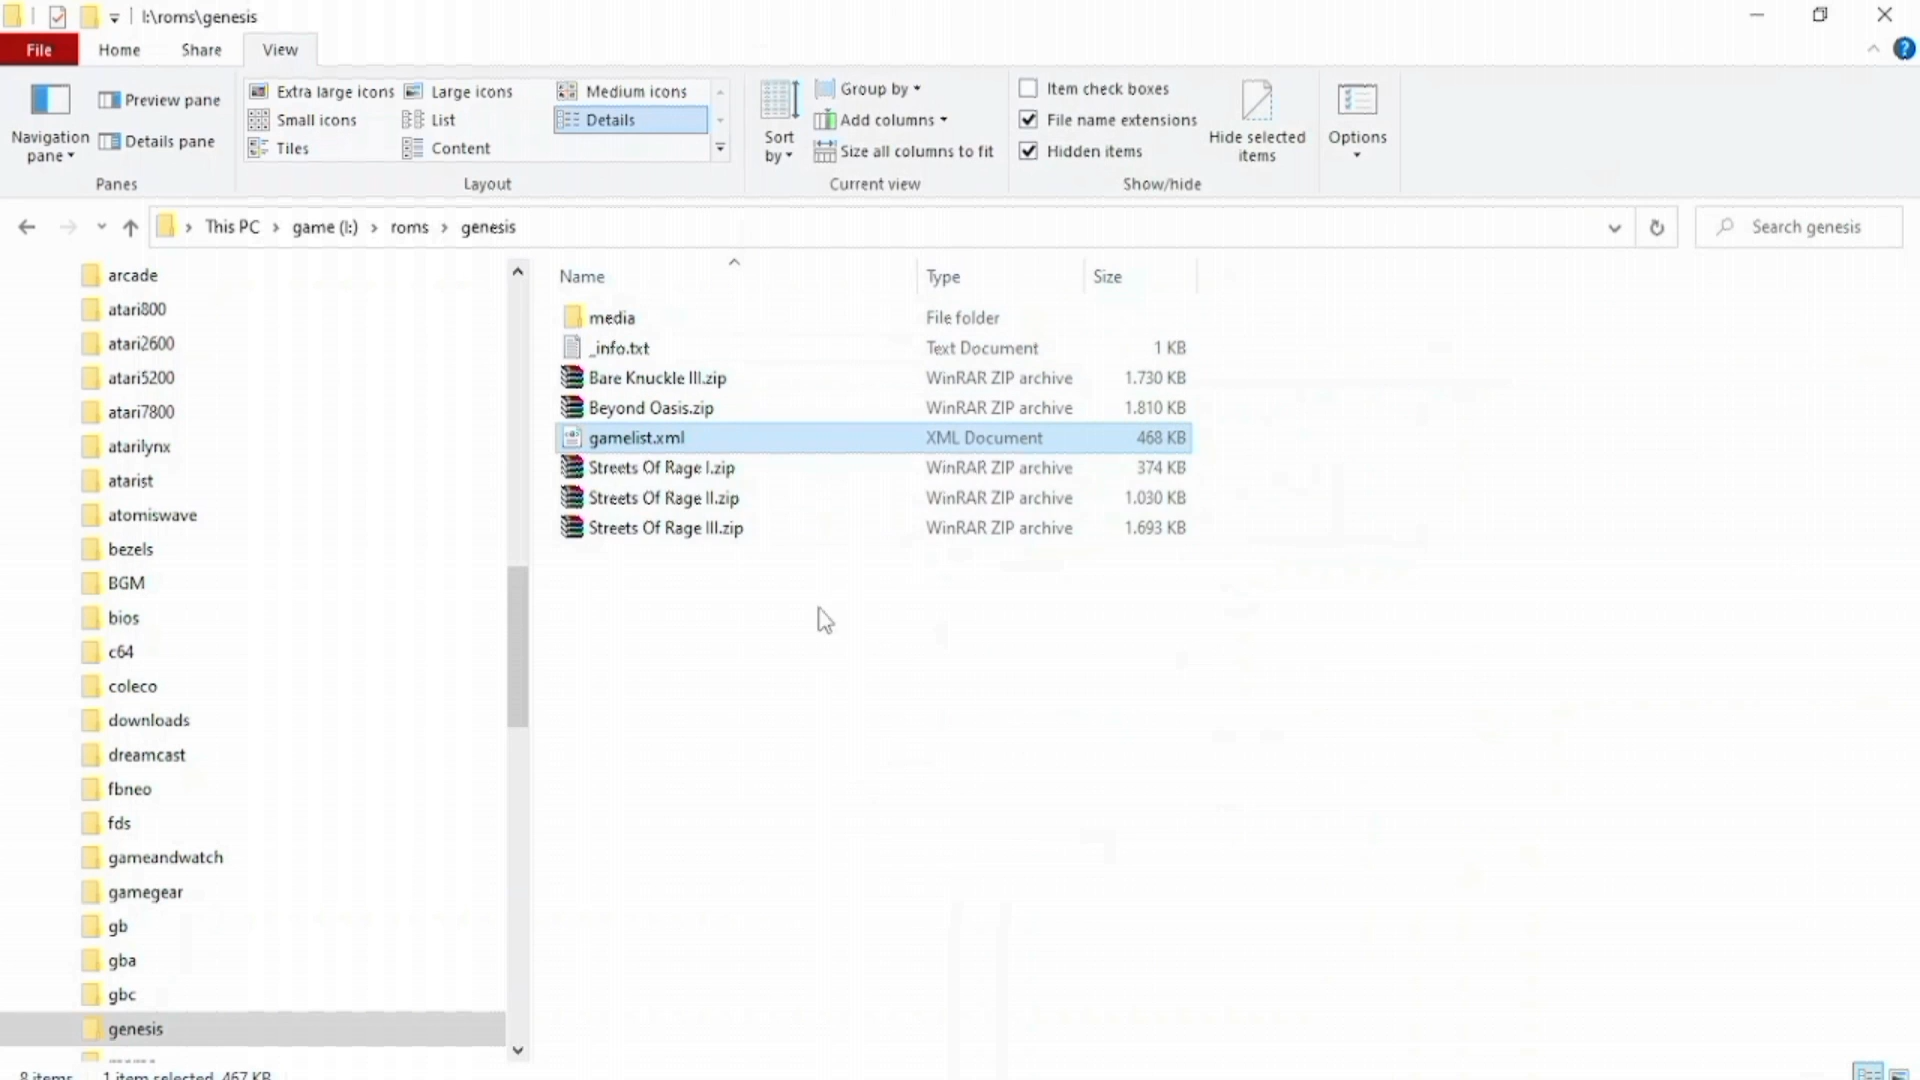 I:\roms\genesis
File Home Share View
Navigation pane
Preview pane
Details pane
Panes
Extra large icons Large icons Medium icons
Small icons List Details
Tiles Content
Layout
Sort by
Group by
Add columns
Size all columns to fit
Current view
Item check boxes
File name extensions
Hidden items
Hide selected items
Show/hide
Options
This PC game (I:) roms genesis
Search genesis
arcade
atari800
atari2600
atari5200
atari7800
atarilynx
atarist
atomiswave
bezels
BGM
bios
c64
coleco
downloads
dreamcast
fbneo
fds
gameandwatch
gamegear
gb
gba
gbc
genesis
Name Type Size
media File folder
_info.txt Text Document 1 KB
Bare Knuckle III.zip WinRAR ZIP archive 1.730 KB
Beyond Oasis.zip WinRAR ZIP archive 1.810 KB
gamelist.xml XML Document 468 KB
Streets Of Rage I.zip WinRAR ZIP archive 374 KB
Streets Of Rage II.zip WinRAR ZIP archive 1.030 KB
Streets Of Rage III.zip WinRAR ZIP archive 1.693 KB
8 items 1 item selected 467 KB